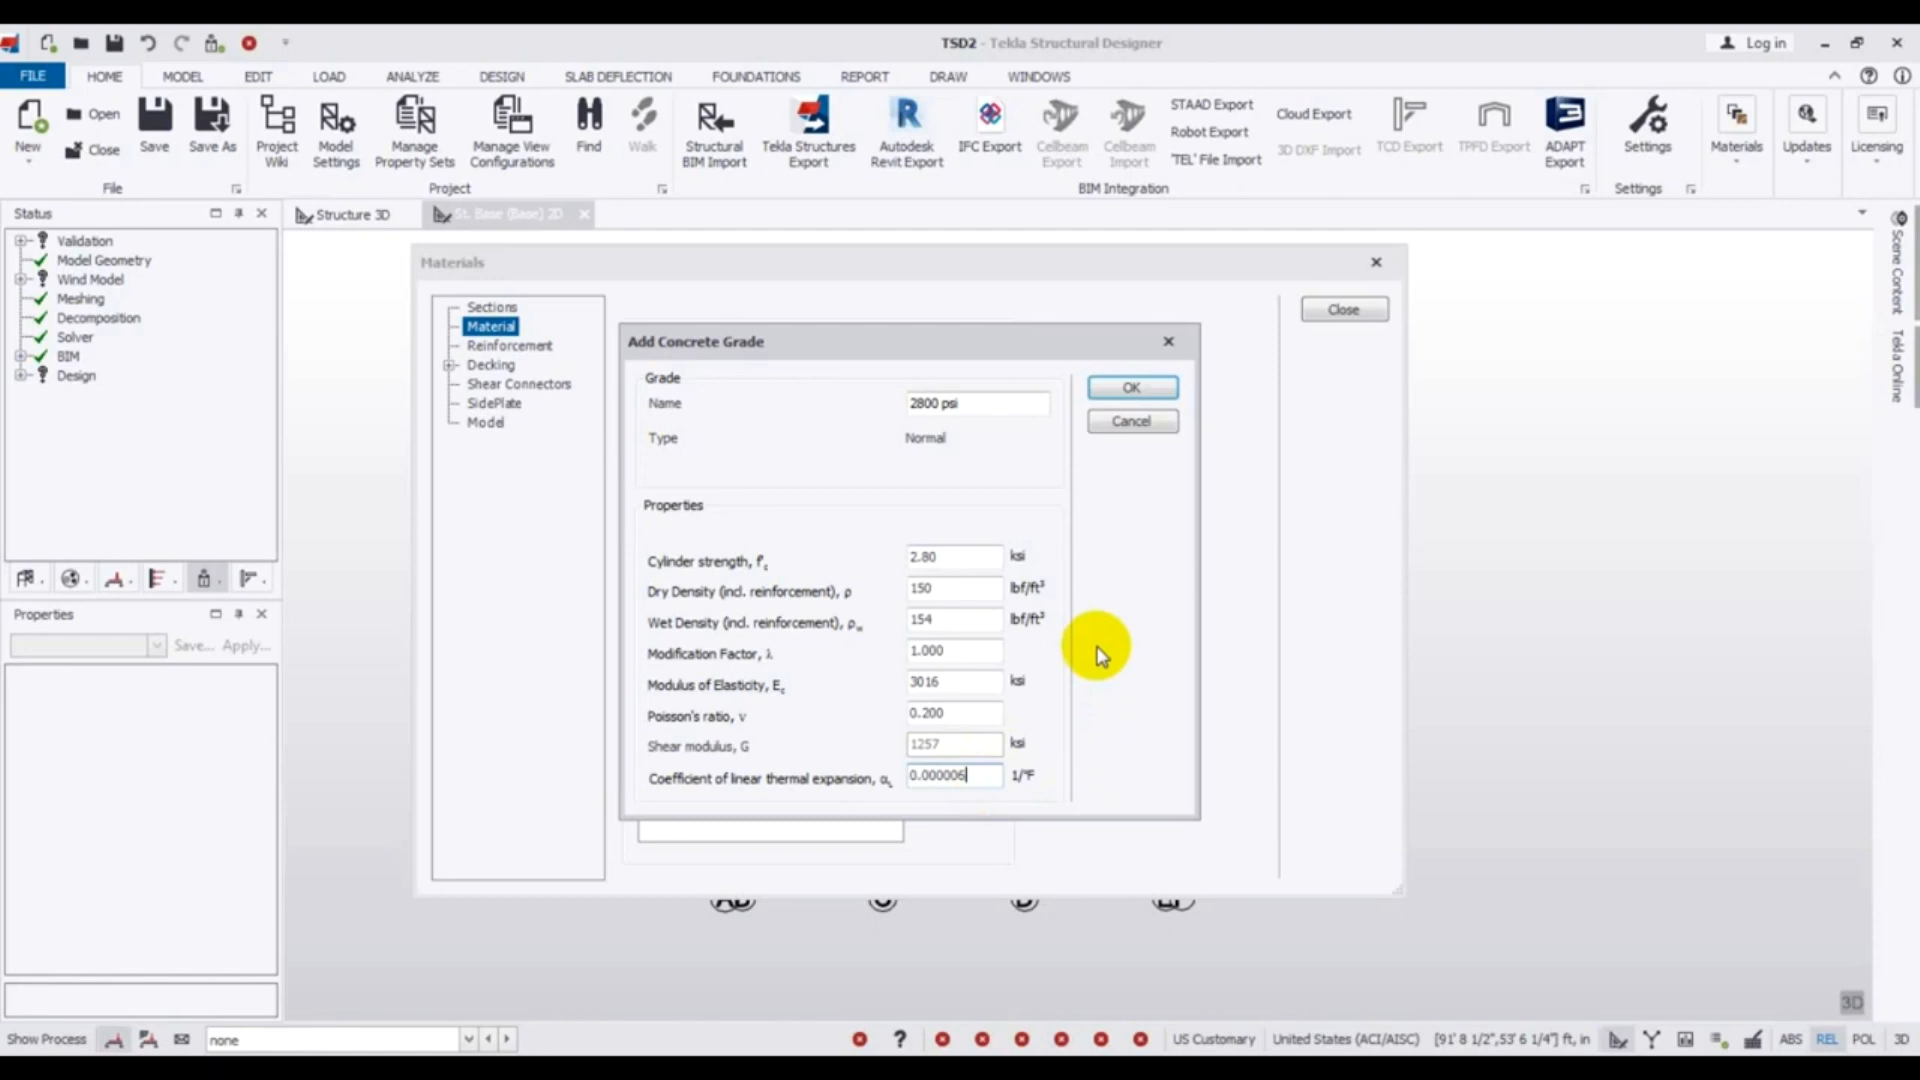 TSD2 - Tekla Structural Designer
Log in
FILE HOME MODEL EDIT LOAD ANALYZE DESIGN SLAB DEFLECTION FOUNDATIONS REPORT DRAW WINDOWS
New
Open
Close
Save
Save As
Project Wiki
Model Settings
Manage Property Sets
Manage View Configurations
Find
Walk
Structural BIM Import
Tekla Structures Export
Autodesk Revit Export
IFC Export
Cellbeam Export
Cellbeam Import
STAAD Export
Robot Export
'TEL' File Import
Cloud Export
3D DXF Import
TCD Export
TPFD Export
ADAPT Export
Settings
Materials
Updates
Licensing
File
Project
BIM Integration
Settings
Status
Structure 3D
St. Base (Base) 2D
Validation
Model Geometry
Wind Model
Meshing
Decomposition
Solver
BIM
Design
Properties
Save... Apply...
Materials
Sections
Material
Reinforcement
Decking
Shear Connectors
SidePlate
Model
Close
Add Concrete Grade
Grade
Name 2800 psi
Type Normal
OK
Cancel
Properties
Cylinder strength, f'c 2.80 ksi
Dry Density (incl. reinforcement), ρ 150 lbf/ft³
Wet Density (incl. reinforcement), ρw 154 lbf/ft³
Modification Factor, λ 1.000
Modulus of Elasticity, Ec 3016 ksi
Poisson's ratio, ν 0.200
Shear modulus, G 1257 ksi
Coefficient of linear thermal expansion, αt 0.000006 1/°F
Scene Content
Tekla Online
3D
Show Process
none
US Customary
United States (ACI/AISC)
[91' 8 1/2",53' 6 1/4"] ft, in
ABS REL POL 3D